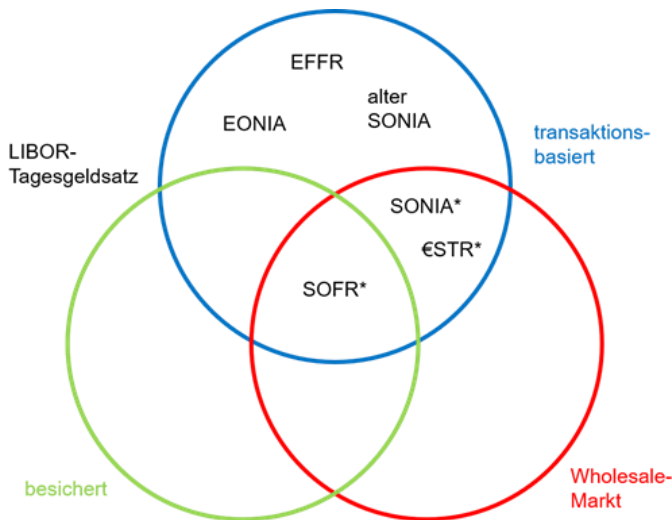 EFFR
alter
SONIA
EONIA
LIBOR-
Tagesgeldsatz
transaktions-
basiert
SONIA*
€STR*
SOFR*
besichert
Wholesale-
Markt